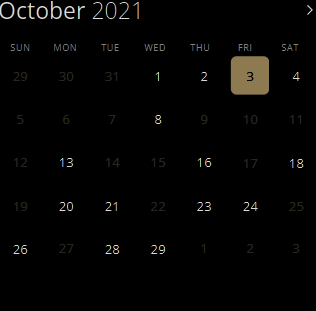 October 2021
SUN MON TUE WED THU FRI SAT
29 30 31 1 2 3 4
5 6 7 8 9 10 11
12 13 14 15 16 17 18
19 20 21 22 23 24 25
26 27 28 29 1 2 3